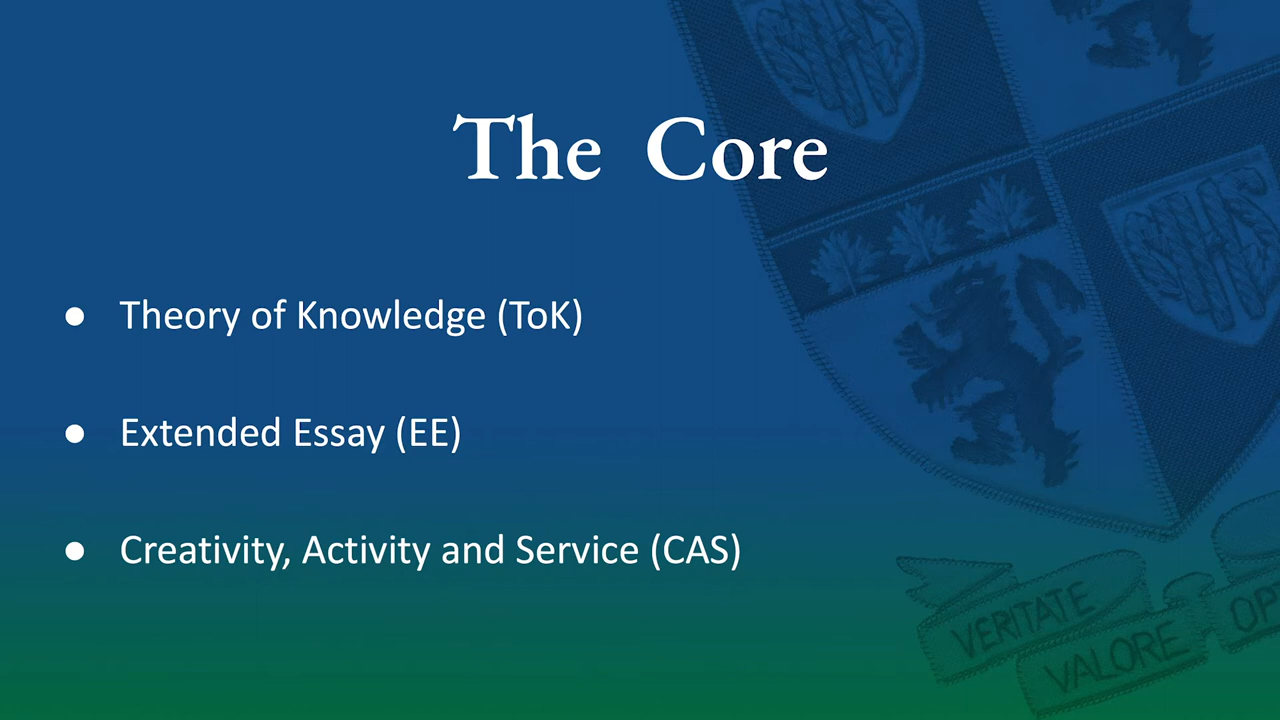 The Core
● Theory of Knowledge (ToK)
● Extended Essay (EE)
● Creativity, Activity and Service (CAS)
VERITATE
VALORE